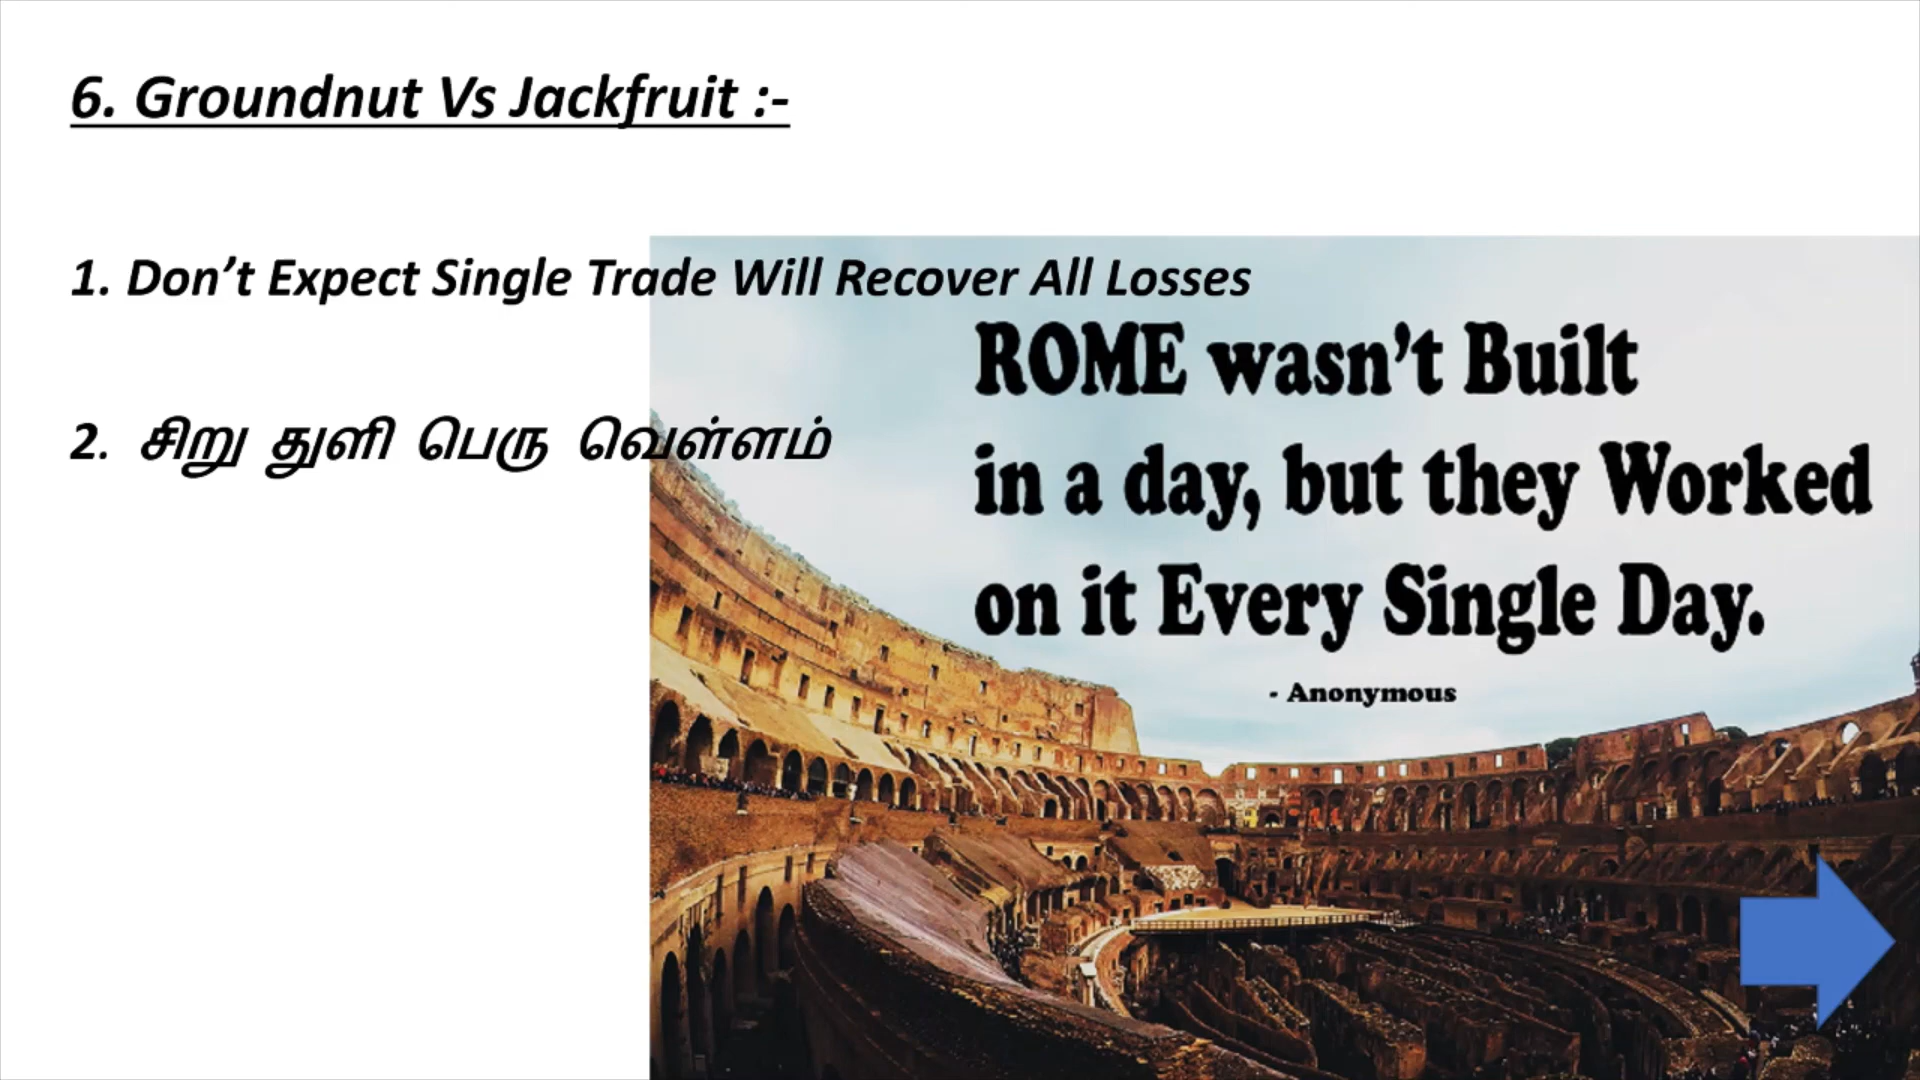 6. Groundnut Vs Jackfruit :-
1. Don’t Expect Single Trade Will Recover All Losses
2. சிறு துளி பெரு வெள்ளம்
ROME wasn’t Built
in a day, but they Worked
on it Every Single Day.
- Anonymous